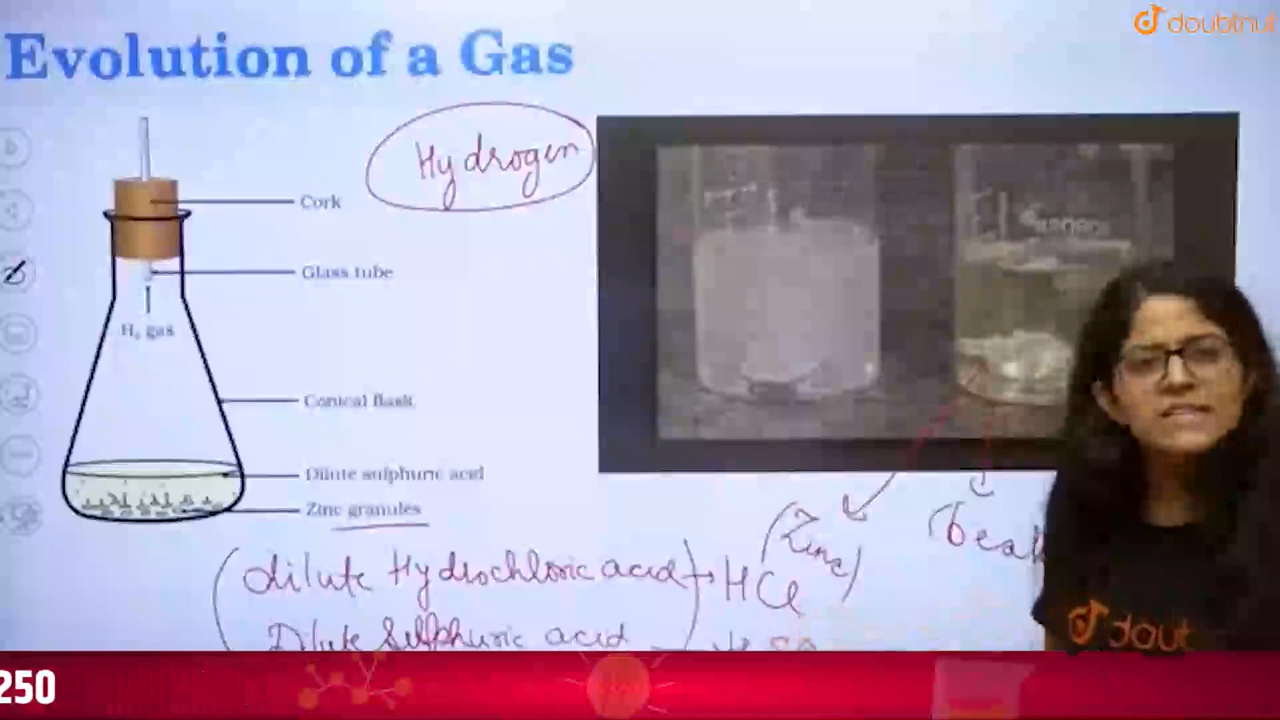 doubtnut
Evolution of a Gas
Hydrogen
Cork
Glass tube
H₂ gas
Conical flask
Dilute sulphuric acid
Zinc granules
(Zinc)
(dilute Hydrochloric acid) → HCl
Dilute Sulphuric acid
dout
250